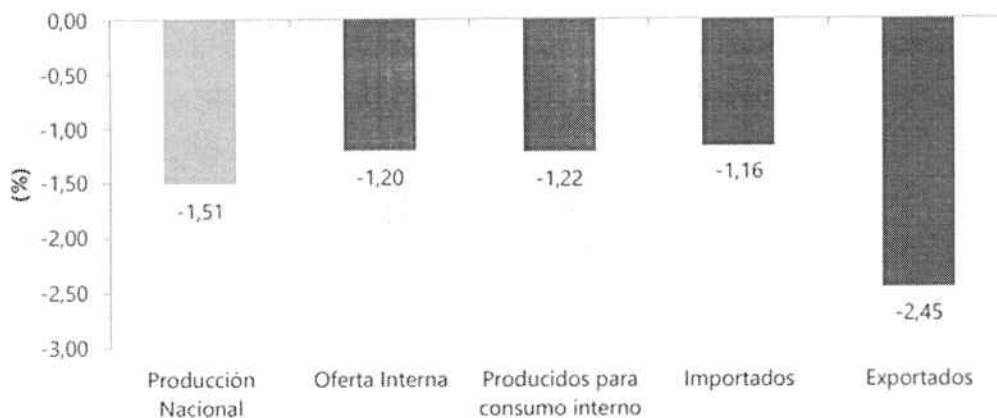 0,00
-0,50
-1,00
-1,50
-2,00
-2,50
-3,00
(%)
-1,51
-1,20
-1,22
-1,16
-2,45
Producción
Nacional
Oferta Interna
Producidos para
consumo interno
Importados
Exportados